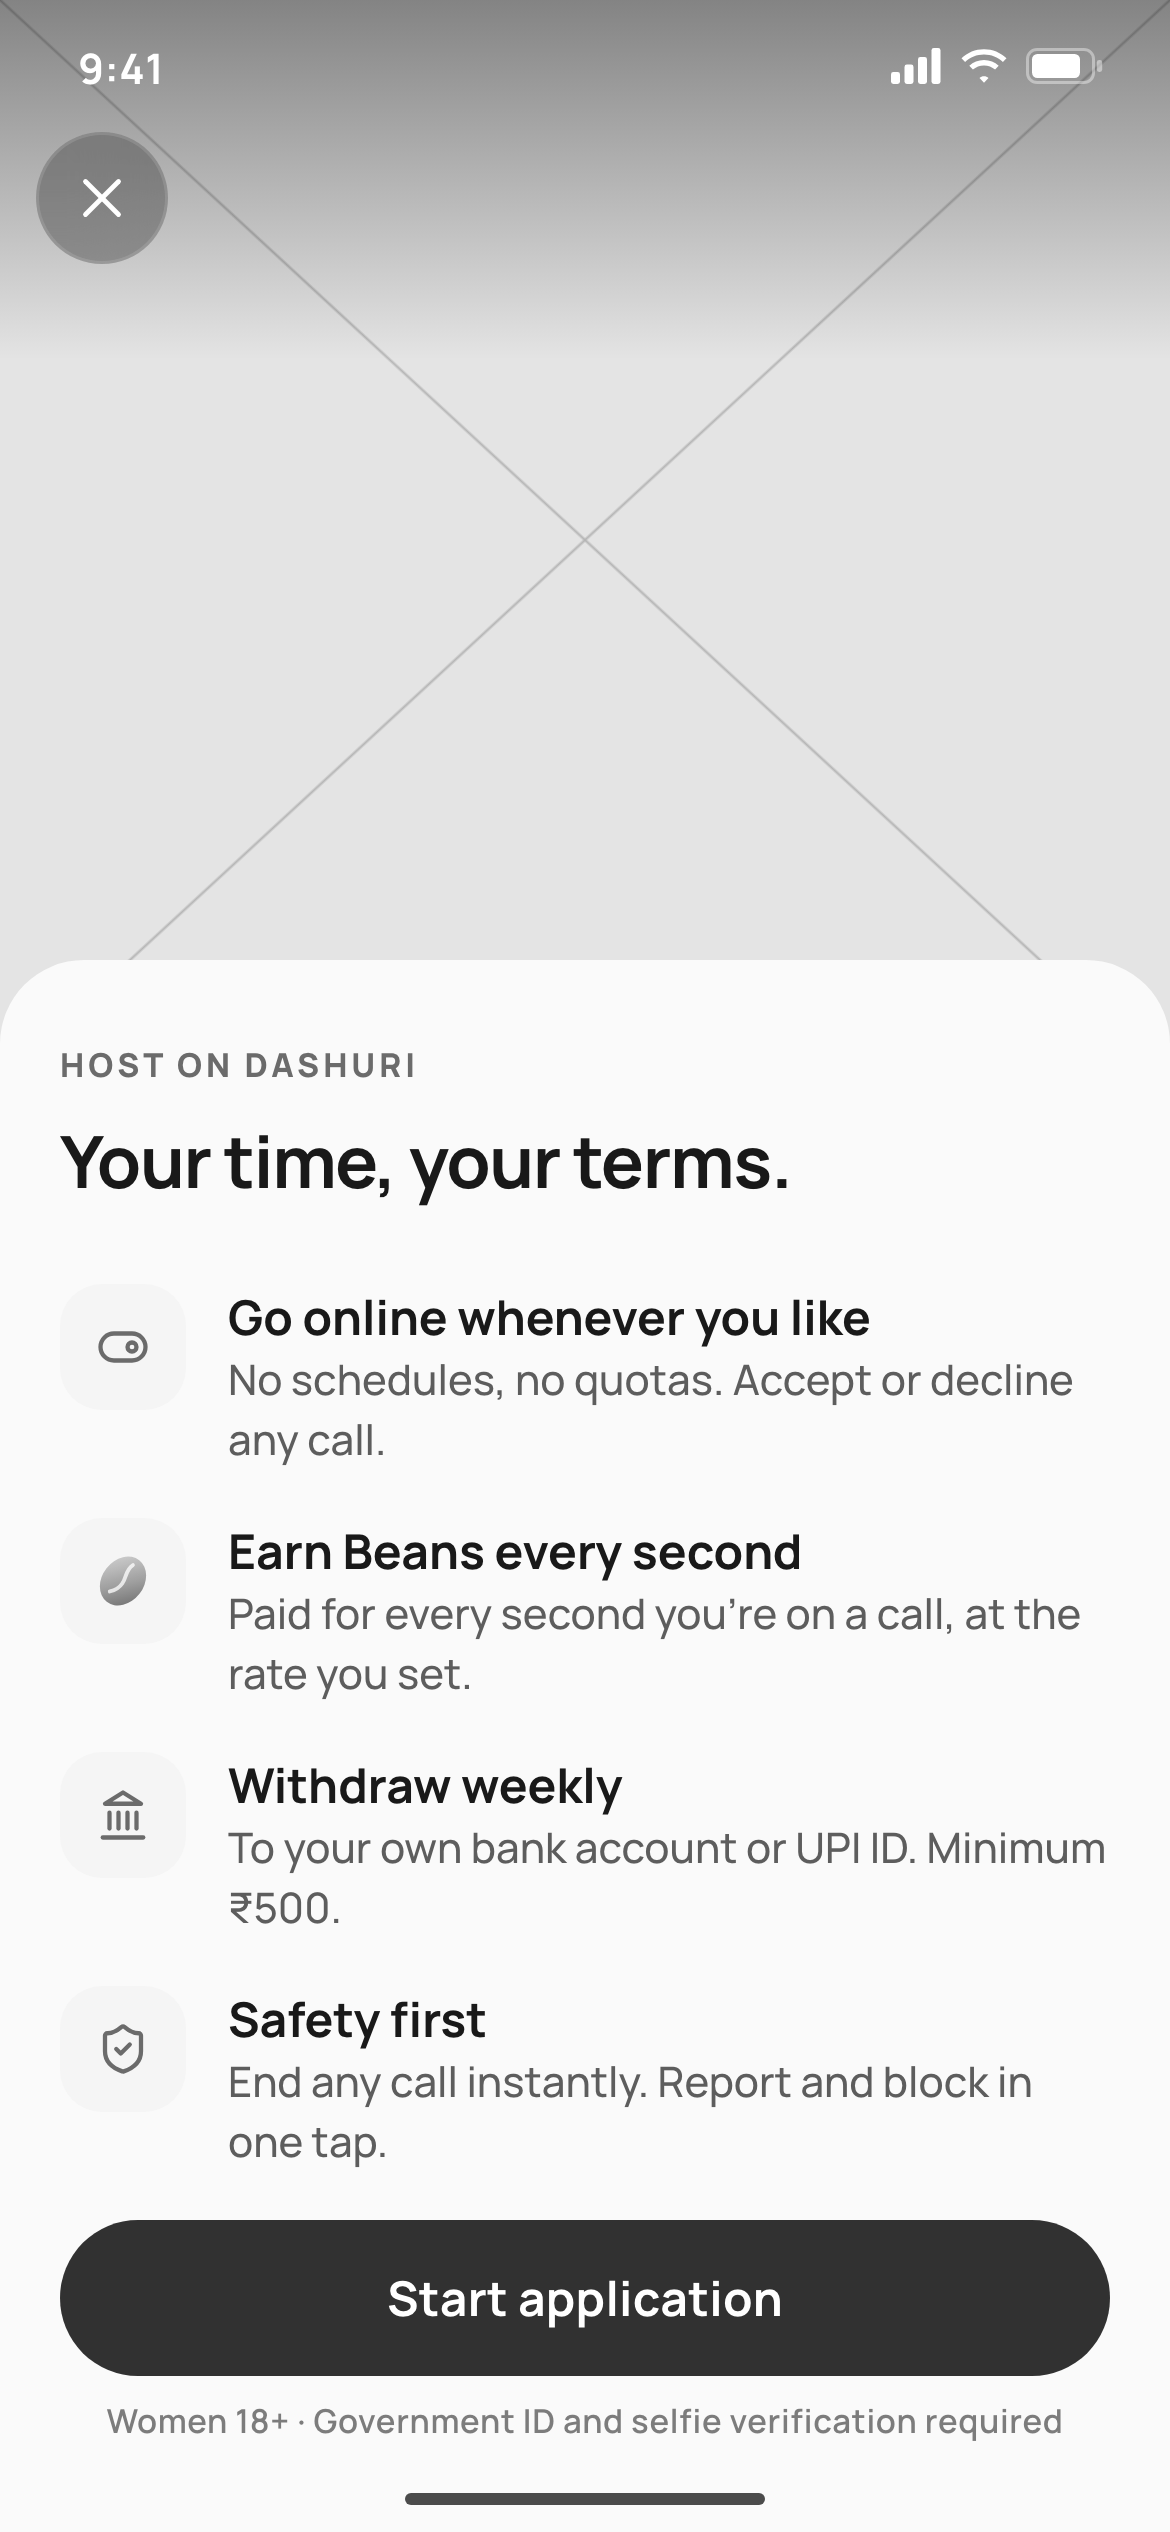 9:41
HOST ON DASHURI
Your time, your terms.
Go online whenever you like
No schedules, no quotas. Accept or decline
any call.
Earn Beans every second
Paid for every second you’re on a call, at the
rate you set.
Withdraw weekly
To your own bank account or UPI ID. Minimum
₹500.
Safety first
End any call instantly. Report and block in
one tap.
Start application
Women 18+ · Government ID and selfie verification required